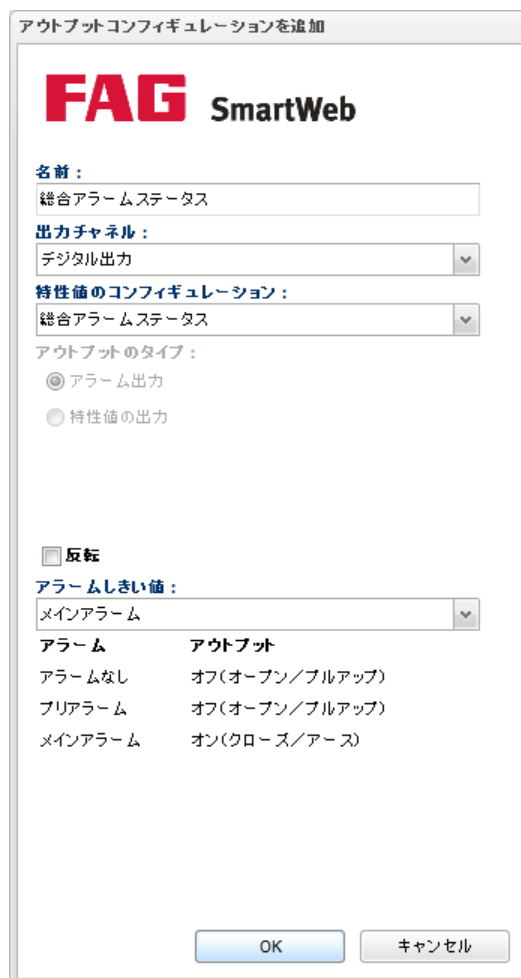 アウトプットコンフィギュレーションを追加
FAG SmartWeb
名前：
総合アラームステータス
出力チャネル：
デジタル出力
特性値のコンフィギュレーション：
総合アラームステータス
アウトプットのタイプ：
アラーム出力
特性値の出力
反転
アラームしきい値：
メインアラーム
アラーム アウトプット
アラームなし オフ(オープン／プルアップ)
プリアラーム オフ(オープン／プルアップ)
メインアラーム オン(クローズ／アース)
OK キャンセル